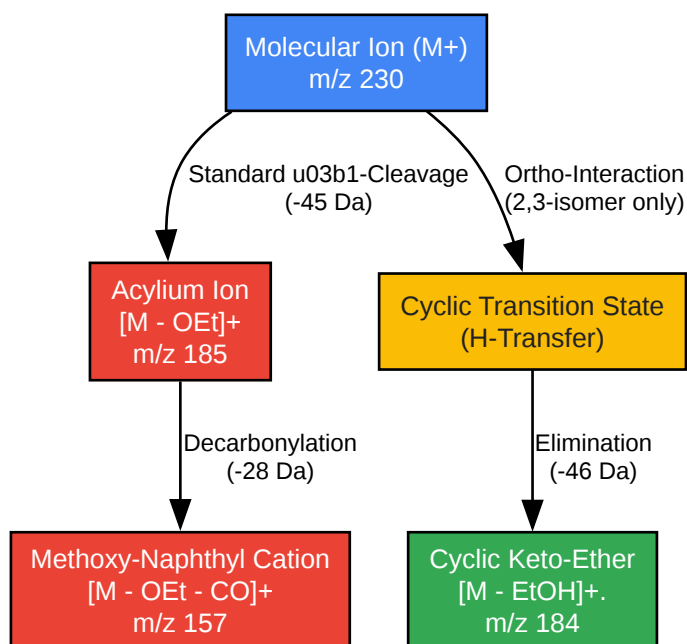 Molecular Ion (M+)
m/z 230
Standard u03b1-Cleavage
(-45 Da)
Ortho-Interaction
(2,3-isomer only)
Acylium Ion
[M - OEt]+
m/z 185
Cyclic Transition State
(H-Transfer)
Decarbonylation
(-28 Da)
Elimination
(-46 Da)
Methoxy-Naphthyl Cation
[M - OEt - CO]+
m/z 157
Cyclic Keto-Ether
[M - EtOH]+.
m/z 184